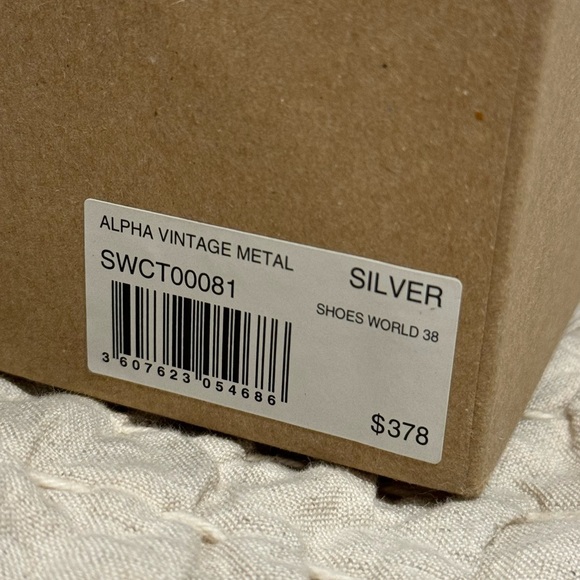 ALPHA VINTAGE METAL
SWCT00081
SILVER
SHOES WORLD 38
3 607623 054686
$378